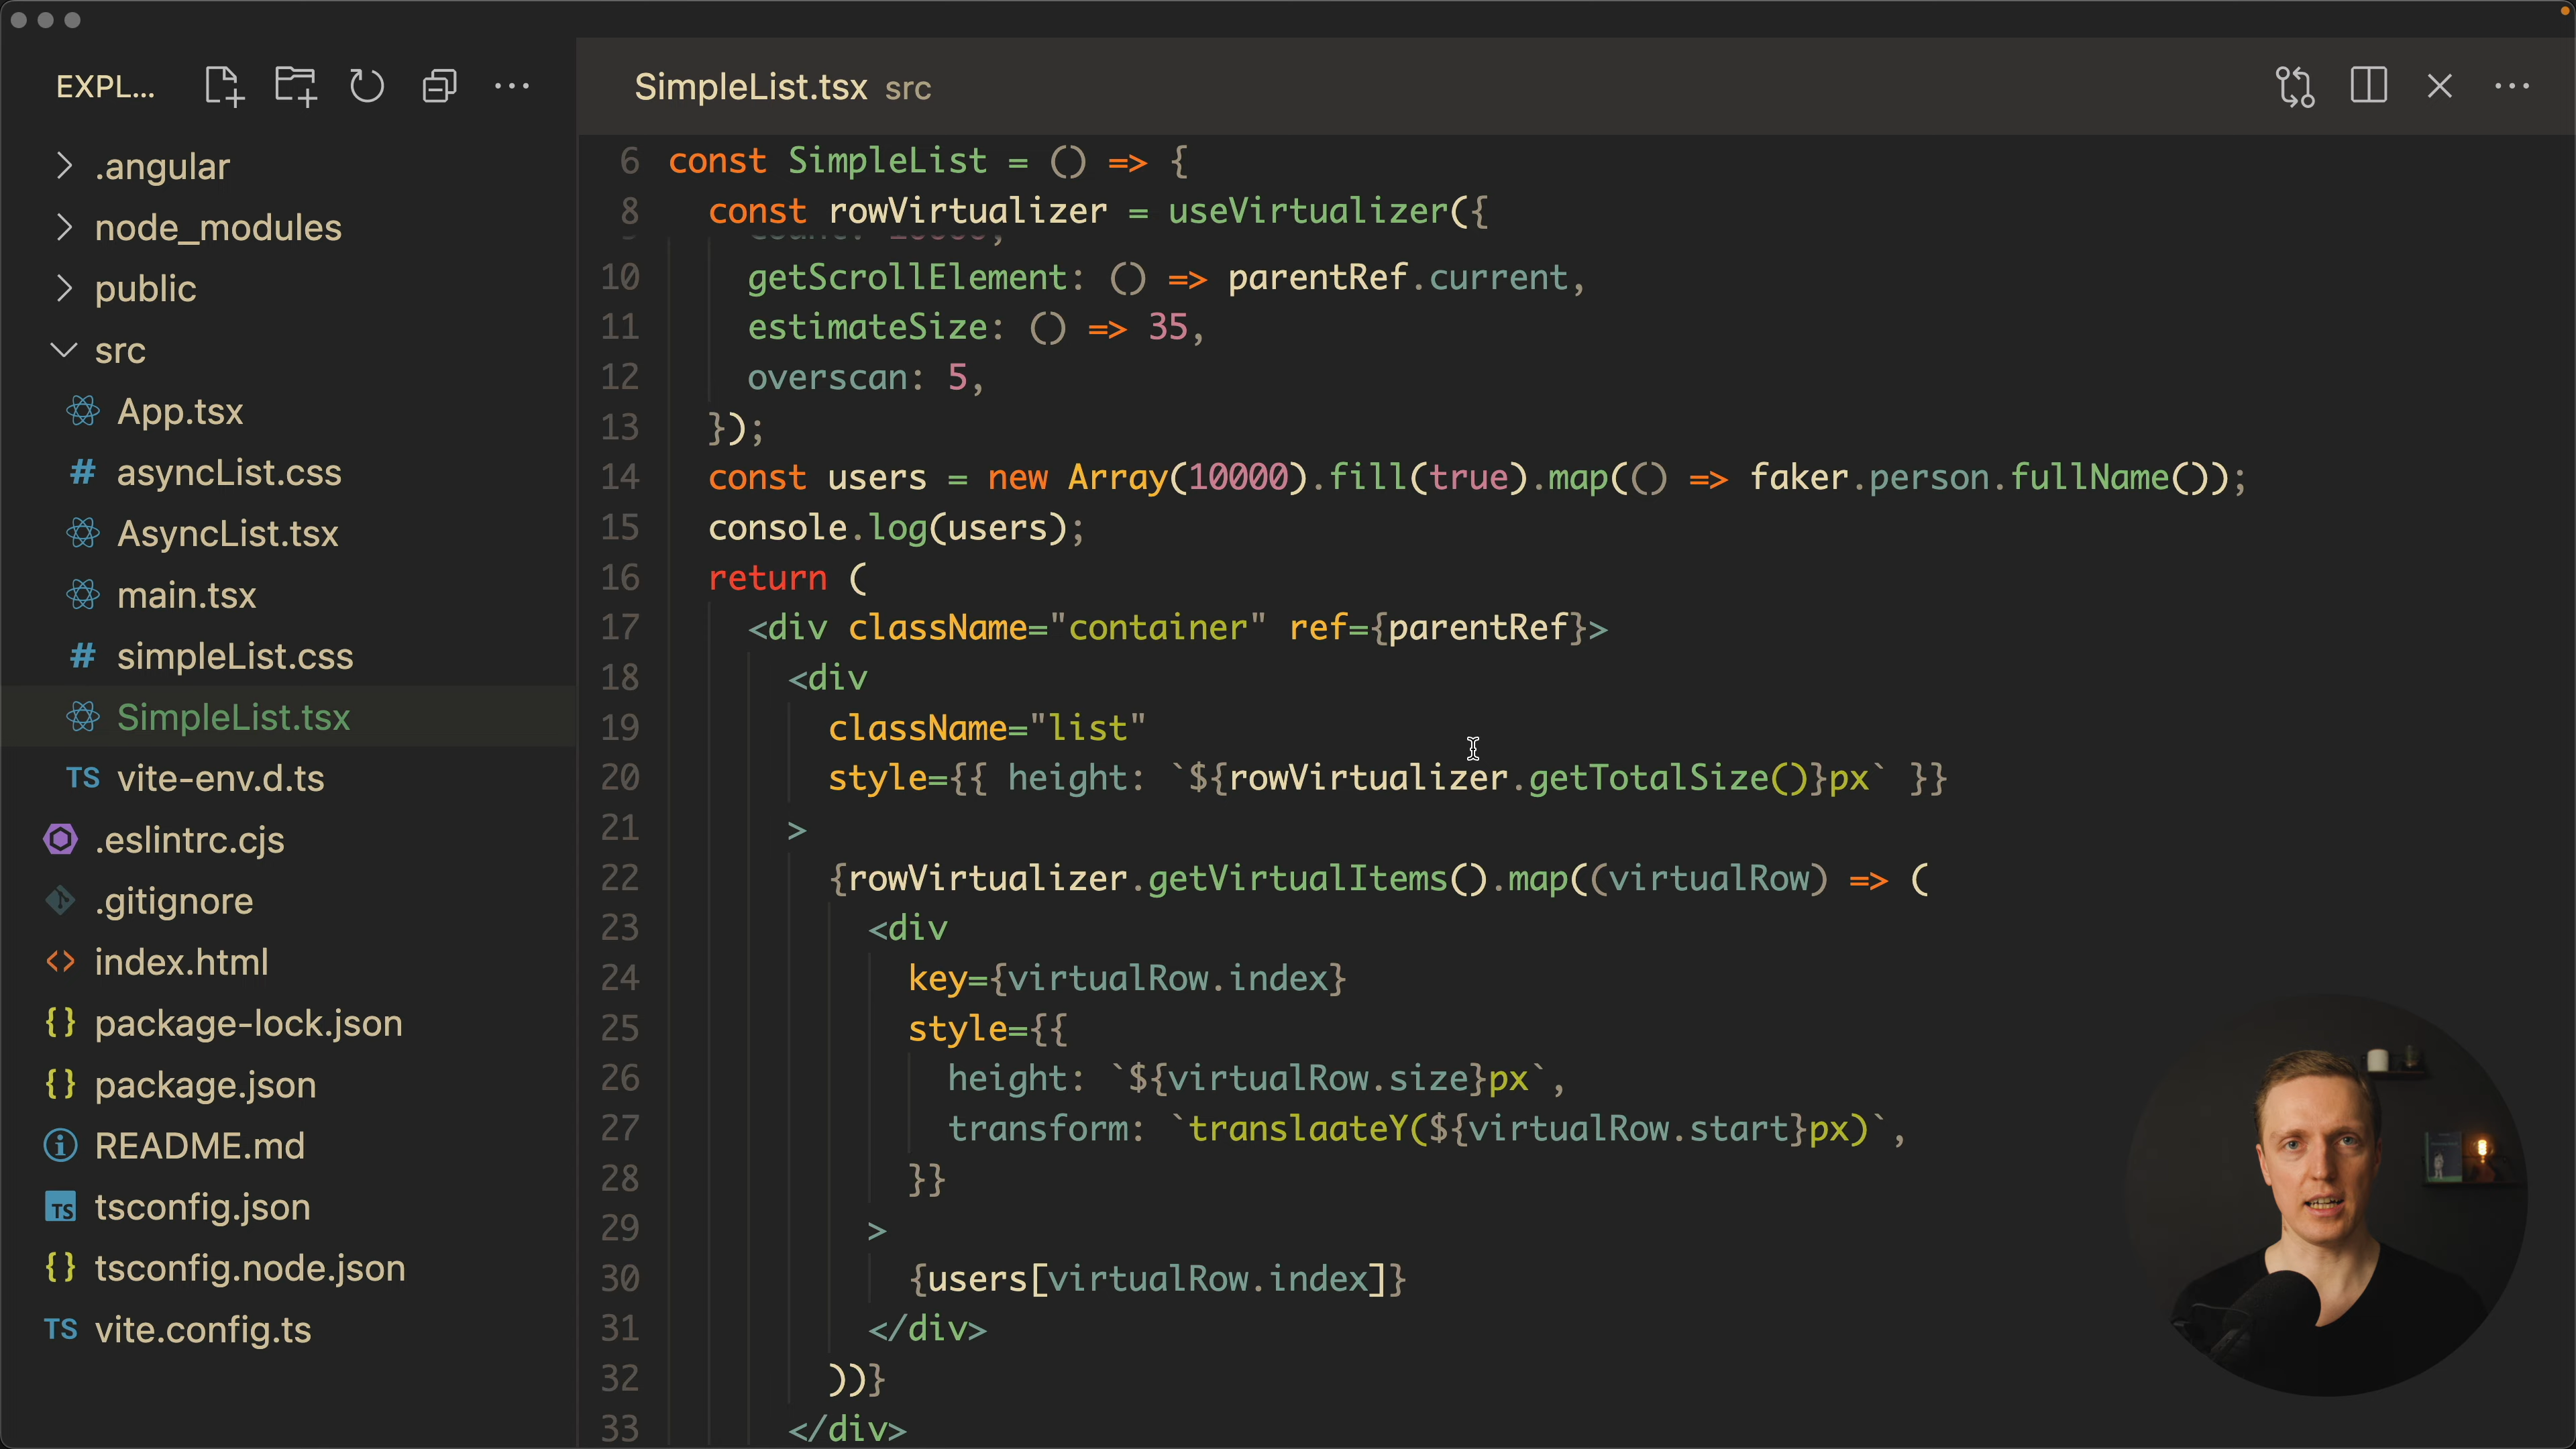 EXPL...
.angular
node_modules
public
src
App.tsx
asyncList.css
AsyncList.tsx
main.tsx
simpleList.css
SimpleList.tsx
vite-env.d.ts
.eslintrc.cjs
.gitignore
index.html
package-lock.json
package.json
README.md
tsconfig.json
tsconfig.node.json
vite.config.ts
SimpleList.tsx src
6 const SimpleList = () => {
8 const rowVirtualizer = useVirtualizer({
10 getScrollElement: () => parentRef.current,
11 estimateSize: () => 35,
12 overscan: 5,
13 });
14 const users = new Array(10000).fill(true).map(() => faker.person.fullName());
15 console.log(users);
16 return (
17 <div className="container" ref={parentRef}>
18 <div
19 className="list"
20 style={{ height: `${rowVirtualizer.getTotalSize()}px` }}
21 >
22 {rowVirtualizer.getVirtualItems().map((virtualRow) => (
23 <div
24 key={virtualRow.index}
25 style={{
26 height: `${virtualRow.size}px`,
27 transform: `translaateY(${virtualRow.start}px)`,
28 }}
29 >
30 {users[virtualRow.index]}
31 </div>
32 ))}
33 </div>